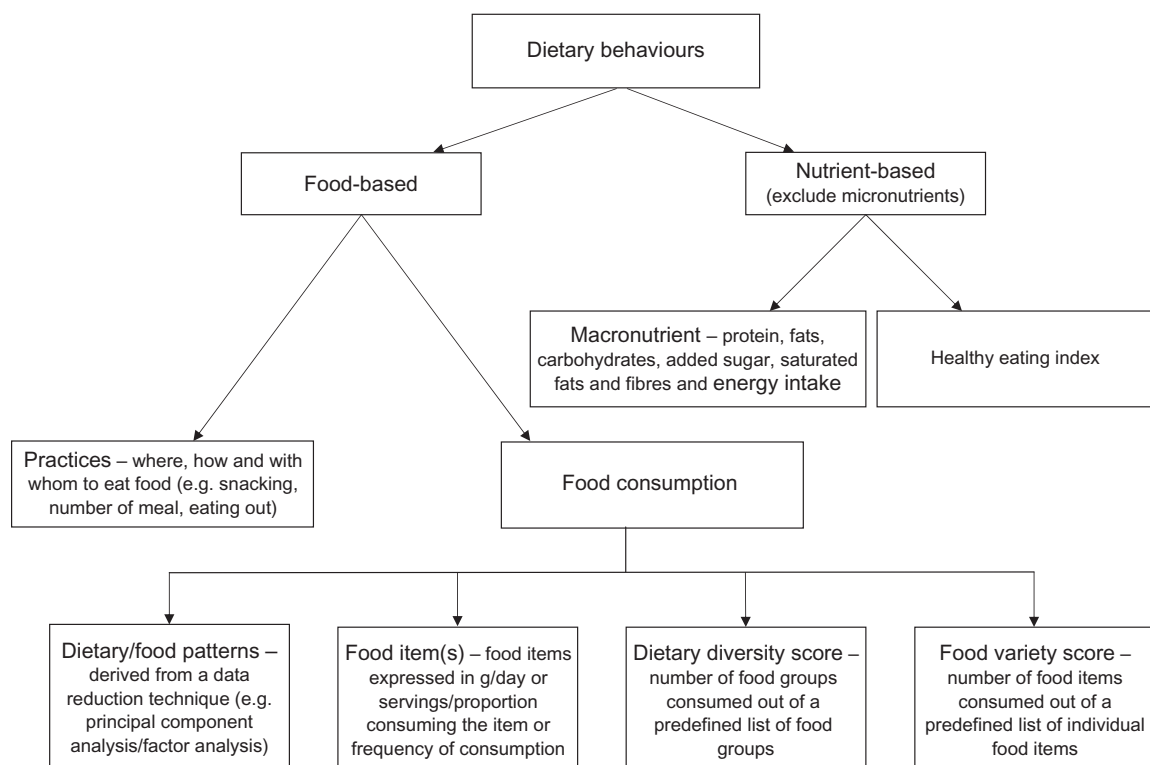 Dietary behaviours
Food-based
Nutrient-based
(exclude micronutrients)
Macronutrient – protein, fats,
carbohydrates, added sugar, saturated
fats and fibres and energy intake
Healthy eating index
Practices – where, how and with
whom to eat food (e.g. snacking,
number of meal, eating out)
Food consumption
Dietary/food patterns –
derived from a data
reduction technique (e.g.
principal component
analysis/factor analysis)
Food item(s) – food items
expressed in g/day or
servings/proportion
consuming the item or
frequency of consumption
Dietary diversity score –
number of food groups
consumed out of a
predefined list of food
groups
Food variety score –
number of food items
consumed out of a
predefined list of individual
food items